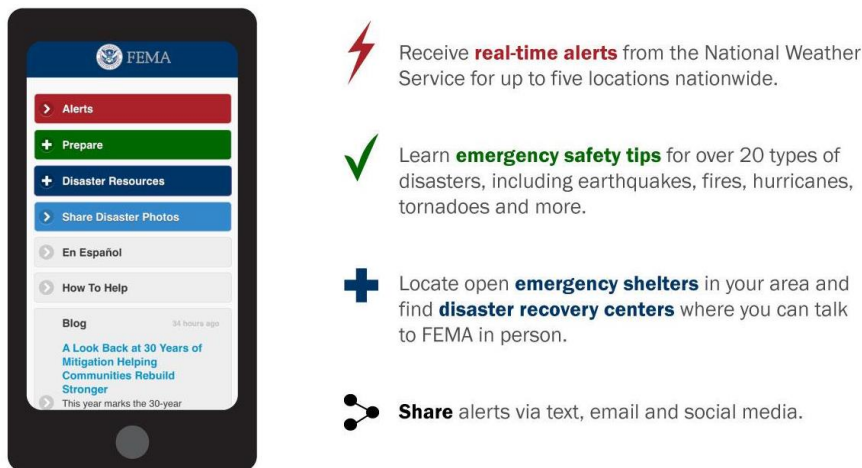 FEMA
Alerts
Prepare
Disaster Resources
Share Disaster Photos
En Español
How To Help
Blog
34 hours ago
A Look Back at 30 Years of
Mitigation Helping
Communities Rebuild
Stronger
This year marks the 30-year
Receive real-time alerts from the National Weather
Service for up to five locations nationwide.
Learn emergency safety tips for over 20 types of
disasters, including earthquakes, fires, hurricanes,
tornadoes and more.
Locate open emergency shelters in your area and
find disaster recovery centers where you can talk
to FEMA in person.
Share alerts via text, email and social media.